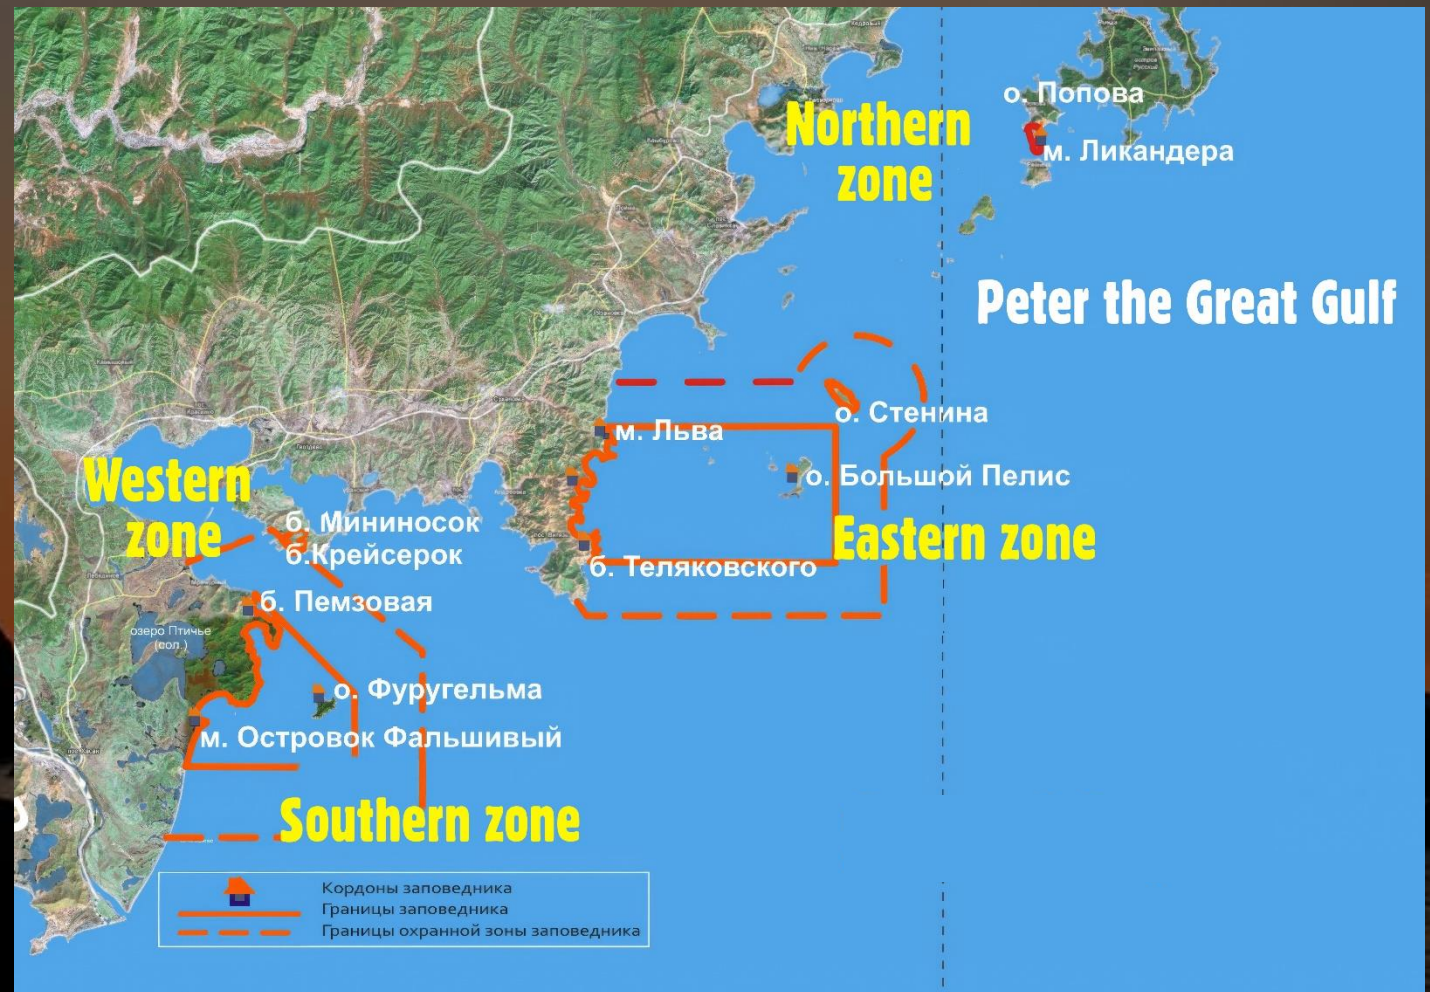 о. Попова
Northern
zone
м. Ликандера
Peter the Great Gulf
о. Стенина
м. Льва
Western
zone
о. Большой Пелис
б. Мининосок
Eastern zone
б.Крейсерок
б. Теляковского
б. Пемзовая
озеро Птичье
(сол.)
о. Фуругельма
м. Островок Фальшивый
Southern zone
Кордоны заповедника
Границы заповедника
Границы охранной зоны заповедника